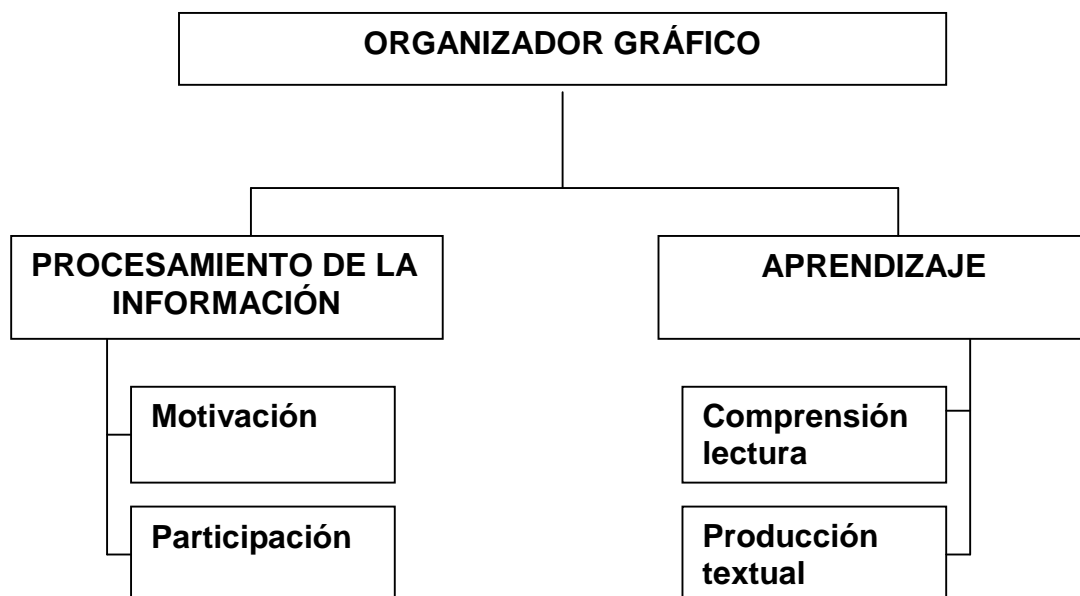 ORGANIZADOR GRÁFICO
PROCESAMIENTO DE LA
INFORMACIÓN
APRENDIZAJE
Motivación
Participación
Comprensión
lectura
Producción
textual